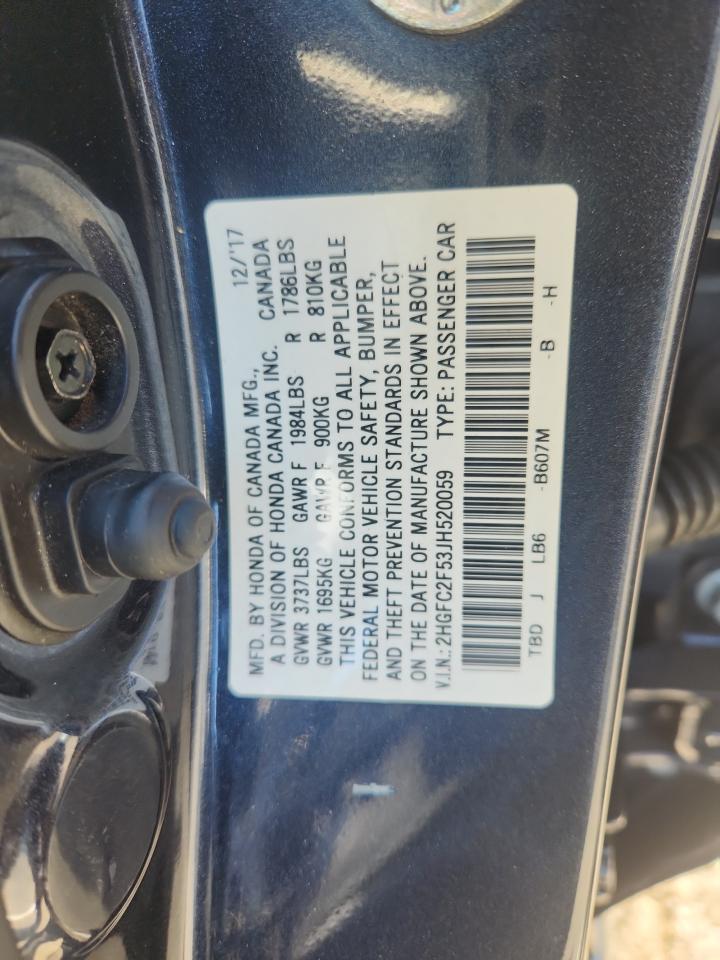 MFD. BY HONDA OF CANADA MFG., 12/'17
A DIVISION OF HONDA CANADA INC. CANADA
GVWR 3737LBS GAWR F 1984LBS R 1786LBS
GVWR 1695KG GAWR F 900KG R 810KG
THIS VEHICLE CONFORMS TO ALL APPLICABLE
FEDERAL MOTOR VEHICLE SAFETY, BUMPER,
AND THEFT PREVENTION STANDARDS IN EFFECT
ON THE DATE OF MANUFACTURE SHOWN ABOVE.
V.I.N.: 2HGFC2F53JH520059 TYPE: PASSENGER CAR
TBD J LB6 -B607M -B -H